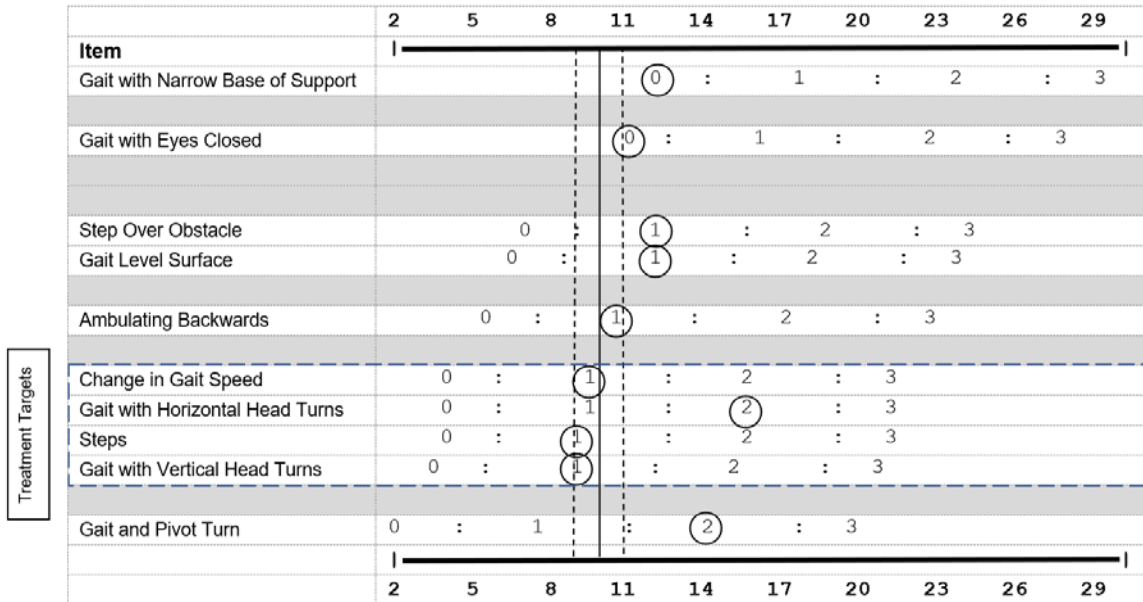 2 5 8 11 14 17 20 23 26 29
Item
Gait with Narrow Base of Support 0 : 1 : 2 : 3
Gait with Eyes Closed 0 : 1 : 2 : 3
Step Over Obstacle 0 : 1 : 2 : 3
Gait Level Surface 0 : 1 : 2 : 3
Ambulating Backwards 0 : 1 : 2 : 3
Treatment Targets
Change in Gait Speed 0 : 1 : 2 : 3
Gait with Horizontal Head Turns 0 : 1 : 2 : 3
Steps 0 : 1 : 2 : 3
Gait with Vertical Head Turns 0 : 1 : 2 : 3
Gait and Pivot Turn 0 : 1 : 2 : 3
2 5 8 11 14 17 20 23 26 29